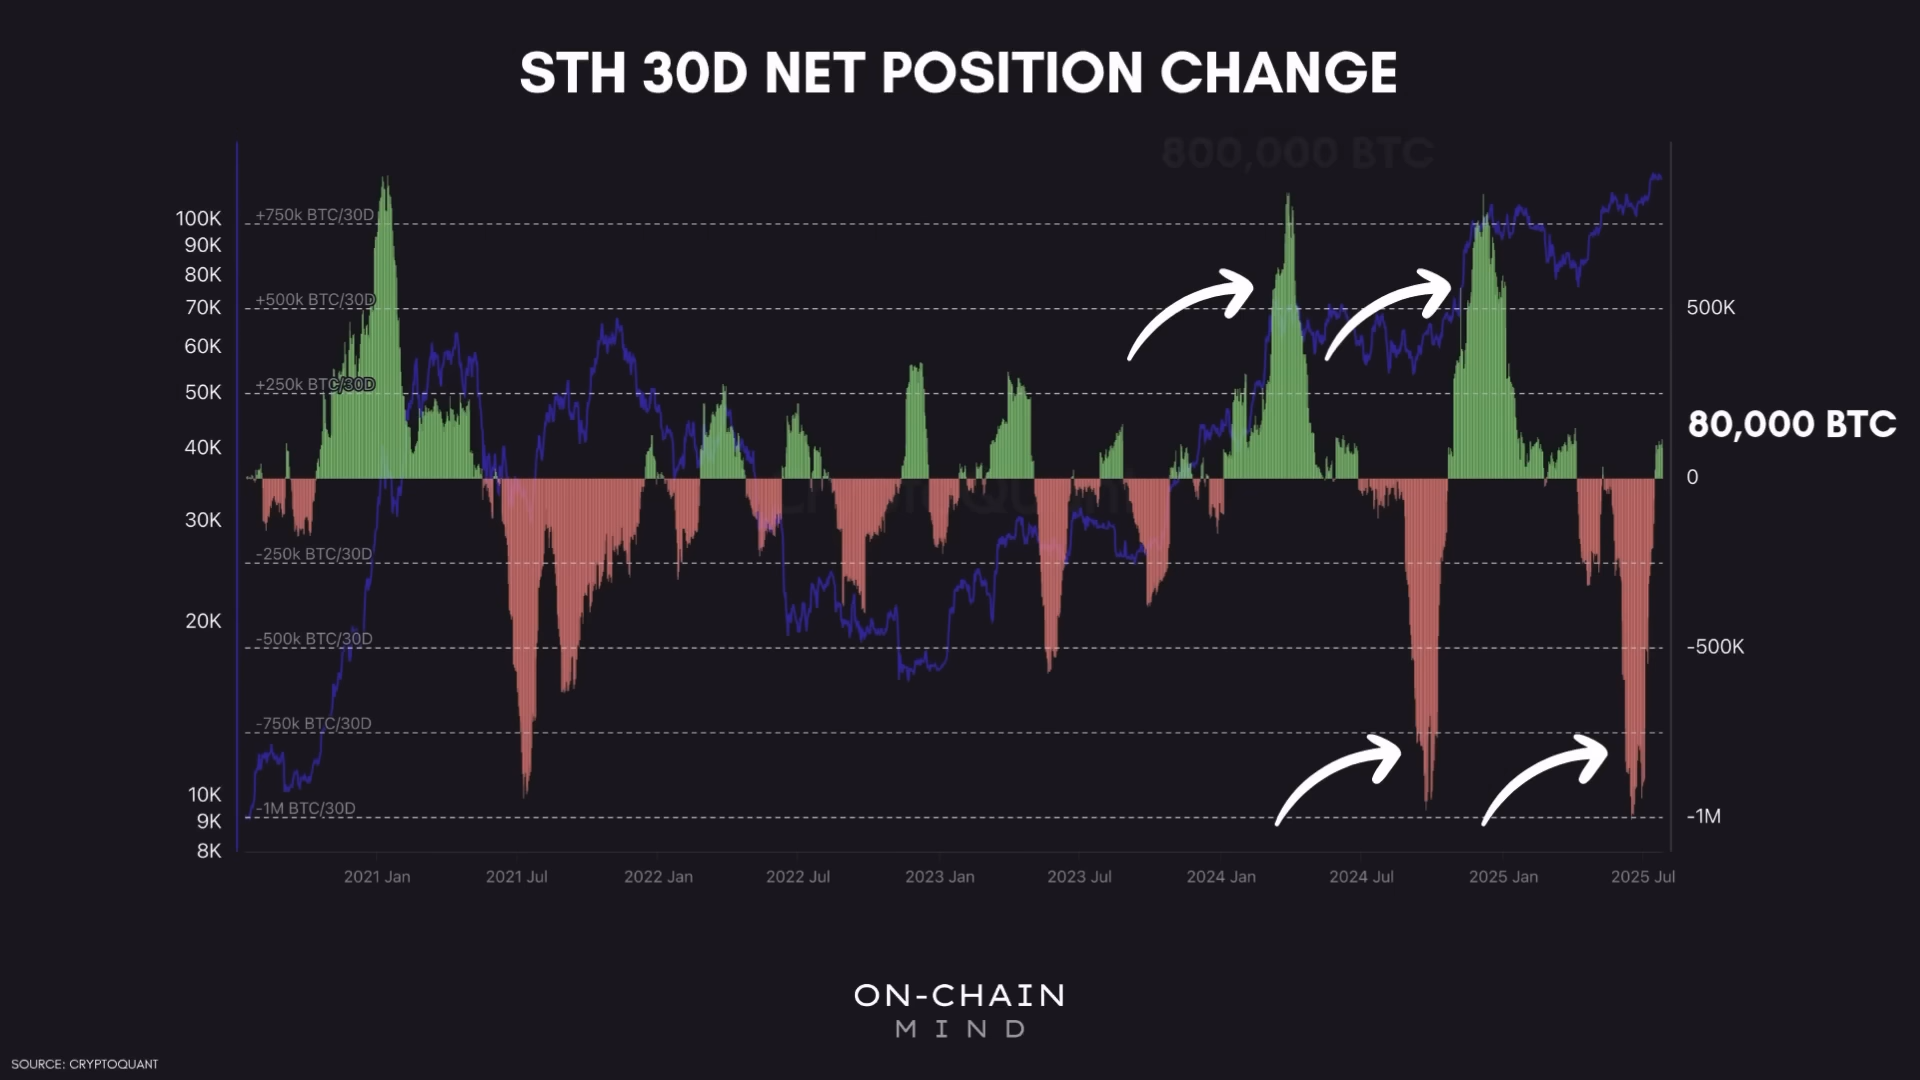 STH 30D NET POSITION CHANGE
800,000 BTC
100K
90K
80K
70K
60K
50K
40K
30K
20K
10K
9K
8K
+750k BTC/30D
+500k BTC/30D
+250k BTC/30D
-250k BTC/30D
-500k BTC/30D
-750k BTC/30D
-1M BTC/30D
500K
80,000 BTC
0
-500K
-1M
2021 Jan
2021 Jul
2022 Jan
2022 Jul
2023 Jan
2023 Jul
2024 Jan
2024 Jul
2025 Jan
2025 Jul
ON-CHAIN
MIND
SOURCE: CRYPTOQUANT